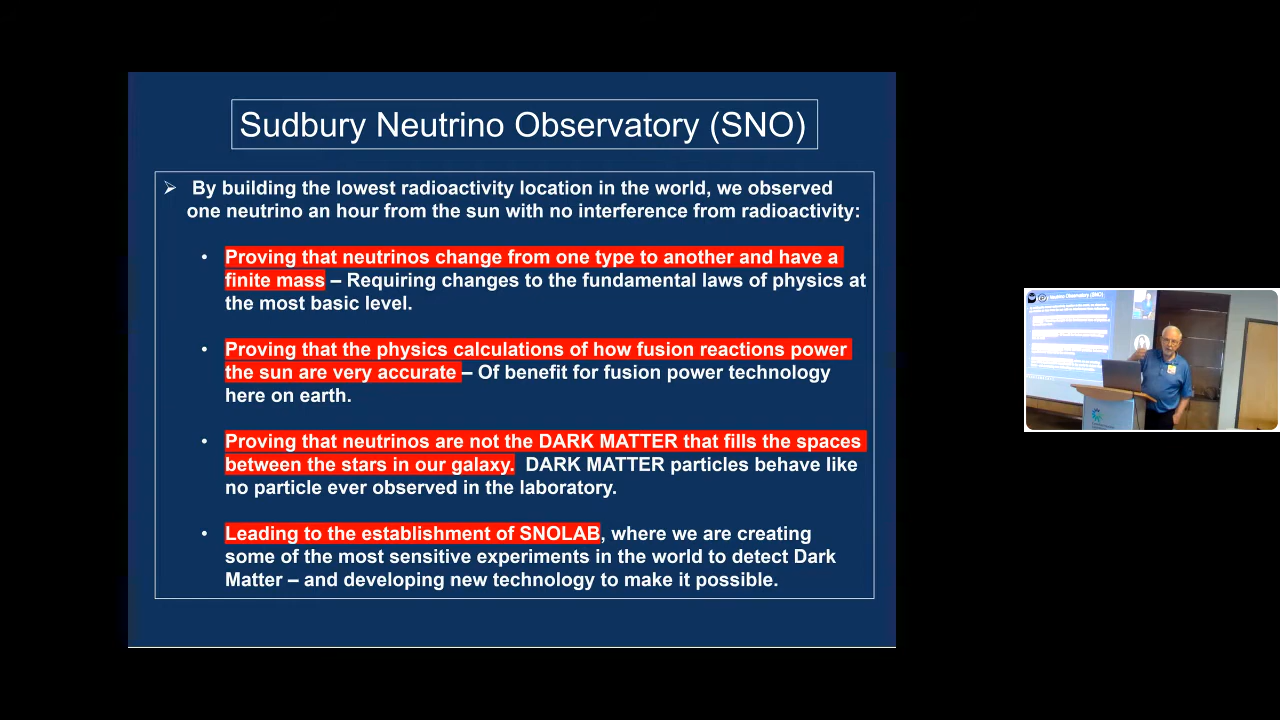 Sudbury Neutrino Observatory (SNO)
➢ By building the lowest radioactivity location in the world, we observed
one neutrino an hour from the sun with no interference from radioactivity:
• Proving that neutrinos change from one type to another and have a
finite mass – Requiring changes to the fundamental laws of physics at
the most basic level.
• Proving that the physics calculations of how fusion reactions power
the sun are very accurate – Of benefit for fusion power technology
here on earth.
• Proving that neutrinos are not the DARK MATTER that fills the spaces
between the stars in our galaxy. DARK MATTER particles behave like
no particle ever observed in the laboratory.
• Leading to the establishment of SNOLAB, where we are creating
some of the most sensitive experiments in the world to detect Dark
Matter – and developing new technology to make it possible.
Neutrino Observatory (SNO)